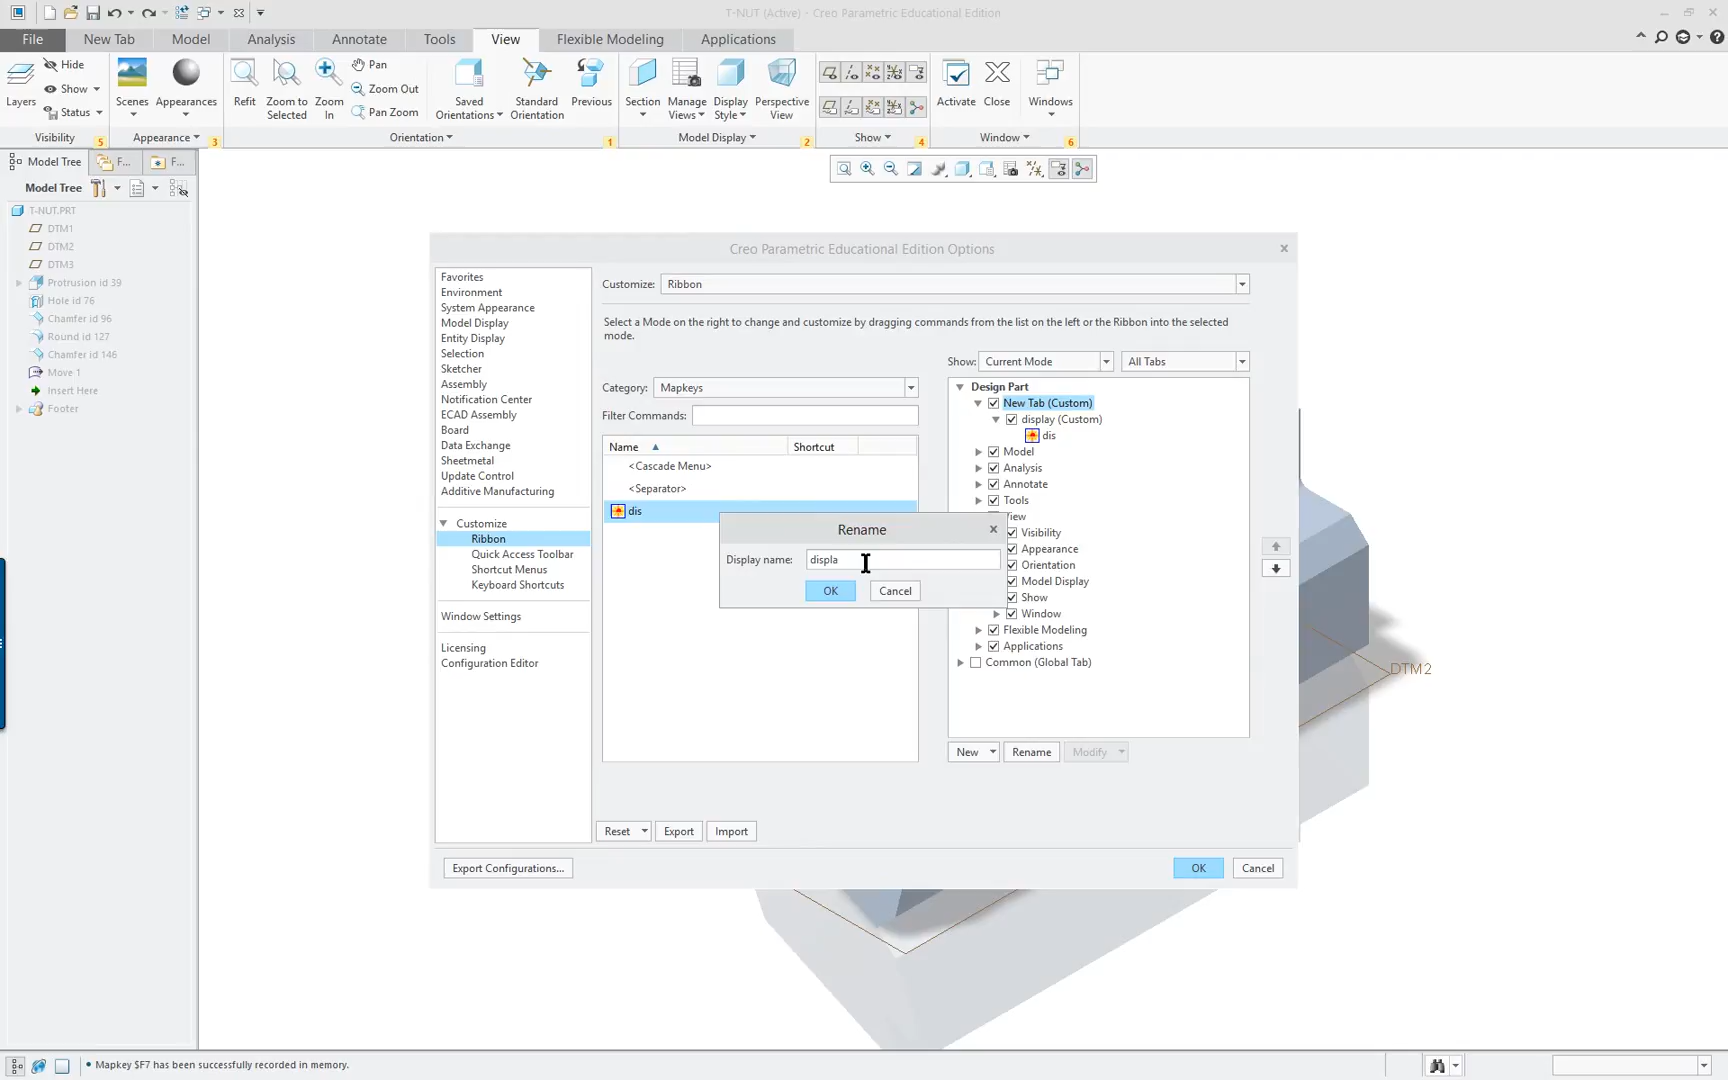 T-NUT (Active) - Creo Parametric Educational Edition
File New Tab Model Analysis Annotate Tools View Flexible Modeling Applications
Layers
Hide
Show
Status
Scenes
Appearances
Refit
Zoom to
Selected
Zoom
In
Pan
Zoom Out
Pan Zoom
Saved
Orientations
Standard
Orientation
Previous
Section
Manage
Views
Display
Style
Perspective
View
Activate
Close
Windows
Visibility 5
Appearance 3
Orientation 1
Model Display 2
Show 4
Window 6
Model Tree F... F...
Model Tree
T-NUT.PRT
DTM1
DTM2
DTM3
Protrusion id 39
Hole id 76
Chamfer id 96
Round id 127
Chamfer id 146
Move 1
Insert Here
Footer
Creo Parametric Educational Edition Options
Favorites
Environment
System Appearance
Model Display
Entity Display
Selection
Sketcher
Assembly
Notification Center
ECAD Assembly
Board
Data Exchange
Sheetmetal
Update Control
Additive Manufacturing
Customize
Ribbon
Quick Access Toolbar
Shortcut Menus
Keyboard Shortcuts
Window Settings
Licensing
Configuration Editor
Customize: Ribbon
Select a Mode on the right to change and customize by dragging commands from the list on the left or the Ribbon into the selected
mode.
Show: Current Mode All Tabs
Category: Mapkeys
Filter Commands:
Name Shortcut
<Cascade Menu>
<Separator>
dis
Design Part
New Tab (Custom)
display (Custom)
dis
Model
Analysis
Annotate
Tools
iew
Visibility
Appearance
Orientation
Model Display
Show
Window
Flexible Modeling
Applications
Common (Global Tab)
Rename
Display name: displa
OK Cancel
New Rename Modify
Reset Export Import
Export Configurations... OK Cancel
DTM2
• Mapkey $F7 has been successfully recorded in memory.